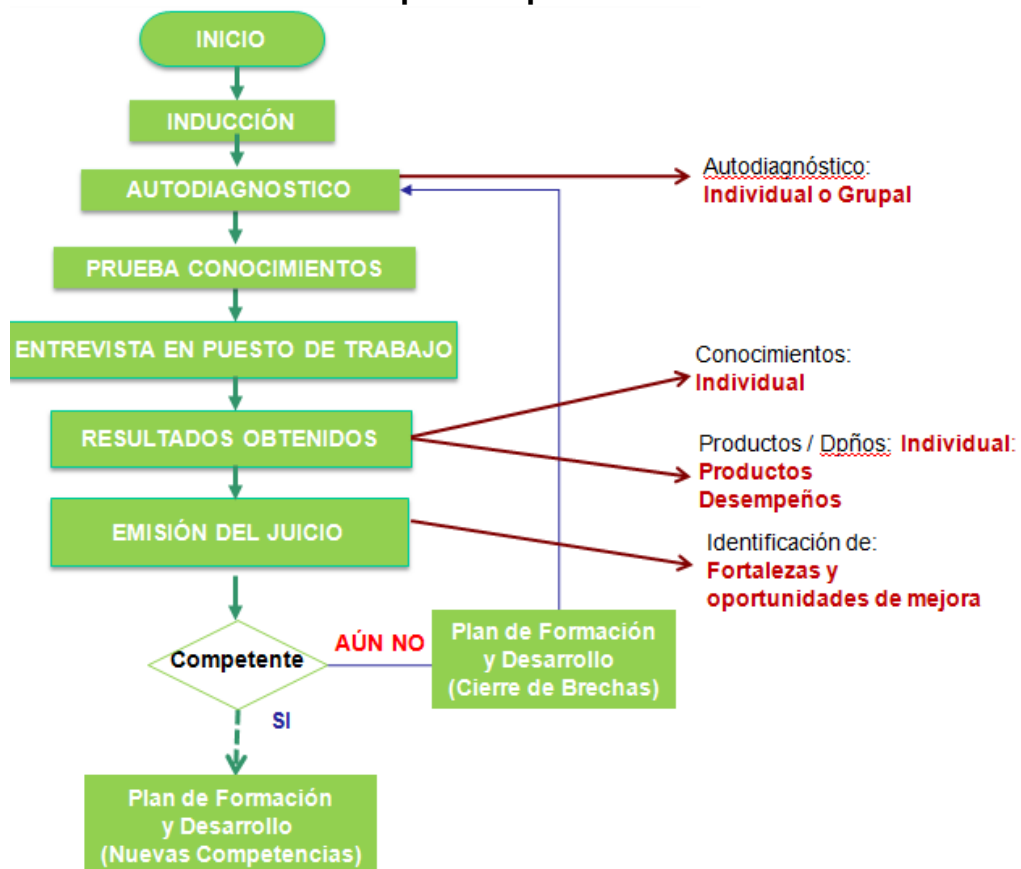 INICIO
INDUCCIÓN
AUTODIAGNOSTICO
Autodiagnóstico:
Individual o Grupal
PRUEBA CONOCIMIENTOS
ENTREVISTA EN PUESTO DE TRABAJO
Conocimientos:
Individual
RESULTADOS OBTENIDOS
Productos / Dpños: Individual:
Productos
Desempeños
EMISIÓN DEL JUICIO
Identificación de:
Fortalezas y
oportunidades de mejora
Competente
AÚN NO
Plan de Formación
y Desarrollo
(Cierre de Brechas)
SI
Plan de Formación
y Desarrollo
(Nuevas Competencias)